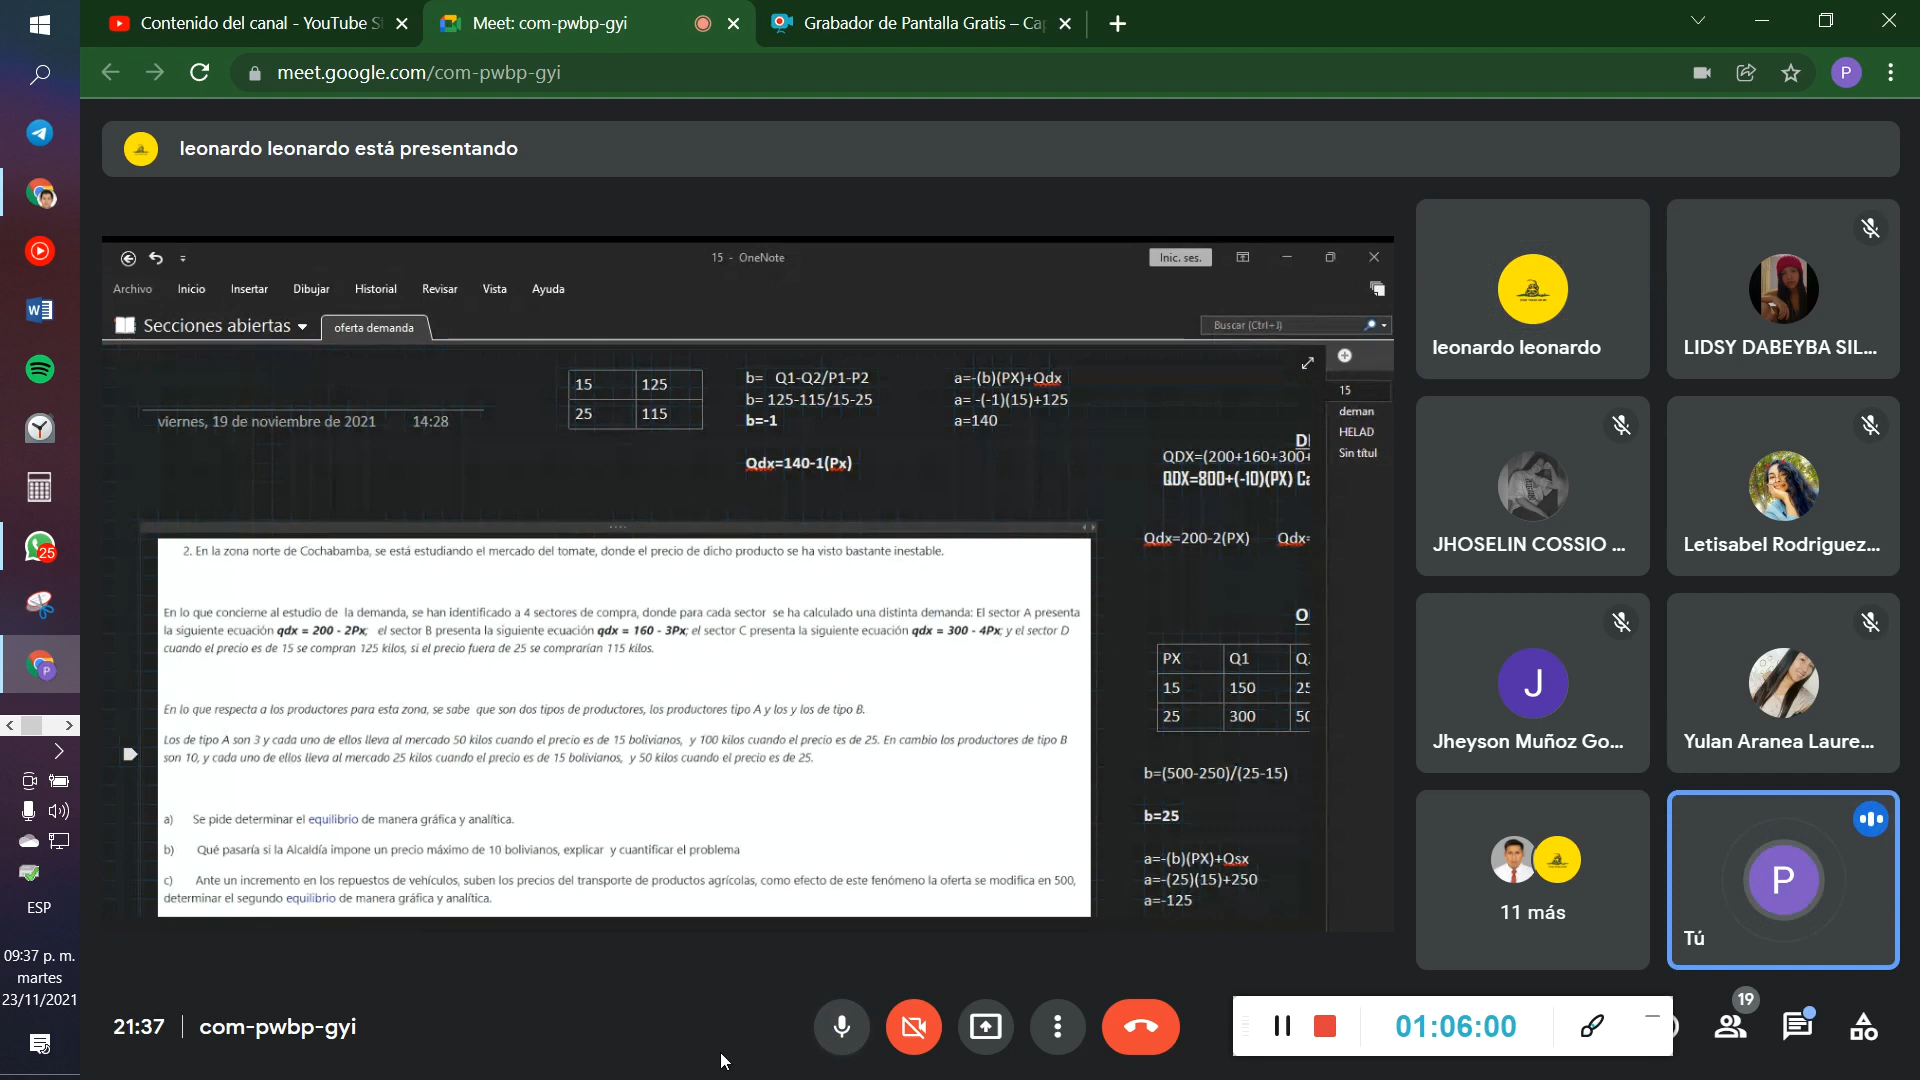 Contenido del canal - YouTube S
Meet: com-pwbp-gyi
Grabador de Pantalla Gratis – Ca
meet.google.com/com-pwbp-gyi
P
leonardo leonardo está presentando
15 - OneNote
Inic. ses.
Archivo Inicio Insertar Dibujar Historial Revisar Vista Ayuda
Secciones abiertas
oferta demanda
Buscar (Ctrl+J)
viernes, 19 de noviembre de 2021 14:28
15 125
25 115
b= Q1-Q2/P1-P2
b= 125-115/15-25
b=-1
Qdx=140-1(Px)
a=-(b)(PX)+Qdx
a= -(-1)(15)+125
a=140
15
deman
HELAD
Sin títul
QDX=(200+160+300+
QDX=800+(-10)(PX) Ca
Qdx=200-2(PX) Qdx=
2. En la zona norte de Cochabamba, se está estudiando el mercado del tomate, donde el precio de dicho producto se ha visto bastante inestable.
En lo que concierne al estudio de la demanda, se han identificado a 4 sectores de compra, donde para cada sector se ha calculado una distinta demanda: El sector A presenta
la siguiente ecuación qdx = 200 - 2Px; el sector B presenta la siguiente ecuación qdx = 160 - 3Px; el sector C presenta la siguiente ecuación qdx = 300 - 4Px; y el sector D
cuando el precio es de 15 se compran 125 kilos, si el precio fuera de 25 se comprarían 115 kilos.
En lo que respecta a los productores para esta zona, se sabe que son dos tipos de productores, los productores tipo A y los y los de tipo B.
Los de tipo A son 3 y cada uno de ellos lleva al mercado 50 kilos cuando el precio es de 15 bolivianos, y 100 kilos cuando el precio es de 25. En cambio los productores de tipo B
son 10, y cada uno de ellos lleva al mercado 25 kilos cuando el precio es de 15 bolivianos, y 50 kilos cuando el precio es de 25.
a) Se pide determinar el equilibrio de manera gráfica y analítica.
b) Qué pasaría si la Alcaldía impone un precio máximo de 10 bolivianos, explicar y cuantificar el problema
c) Ante un incremento en los repuestos de vehículos, suben los precios del transporte de productos agrícolas, como efecto de este fenómeno la oferta se modifica en 500,
determinar el segundo equilibrio de manera gráfica y analítica.
PX Q1
15 150
25 300
b=(500-250)/(25-15)
b=25
a=-(b)(PX)+Qsx
a=-(25)(15)+250
a=-125
leonardo leonardo
LIDSY DABEYBA SIL...
JHOSELIN COSSIO ...
Letisabel Rodriguez...
J
Jheyson Muñoz Go...
Yulan Aranea Laure...
11 más
P
Tú
25
ESP
09:37 p. m.
martes
23/11/2021
21:37 com-pwbp-gyi
01:06:00
19